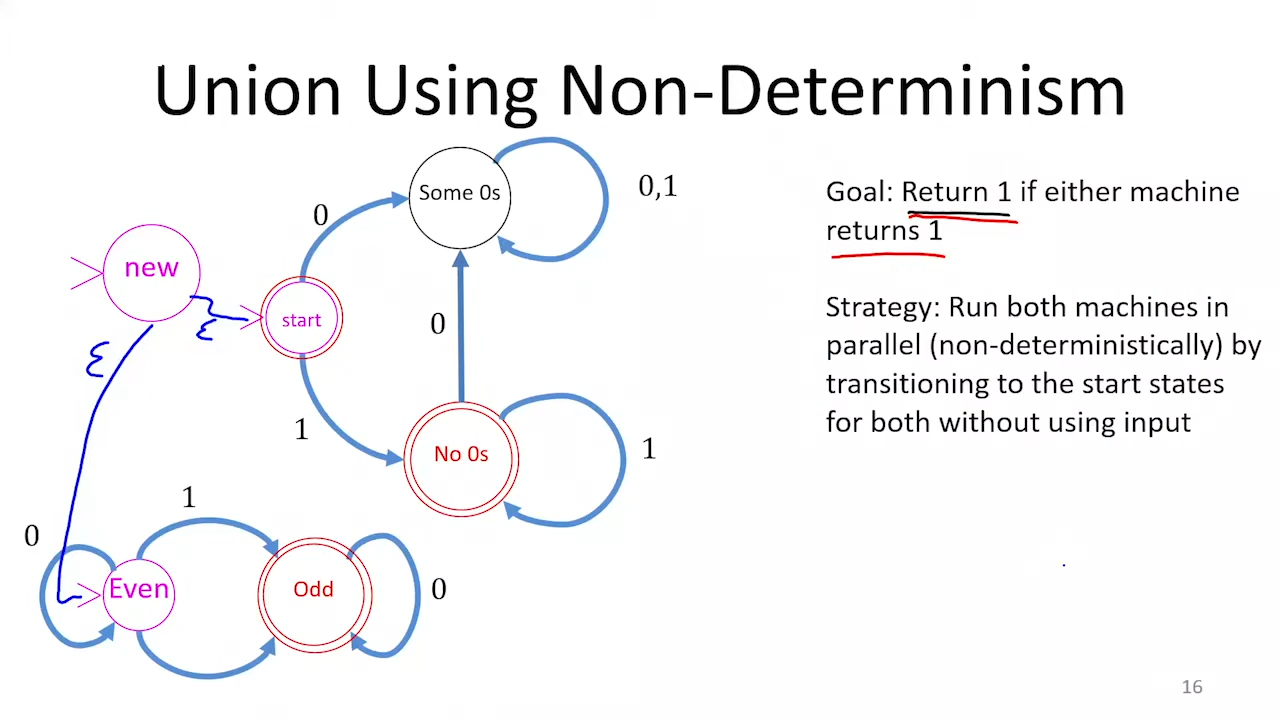 Union Using Non-Determinism
Some 0s
0,1
0
new
ε
start
ε
0
1
No 0s
1
1
0
Even
Odd
0
Goal: Return 1 if either machine
returns 1
Strategy: Run both machines in
parallel (non-deterministically) by
transitioning to the start states
for both without using input
16